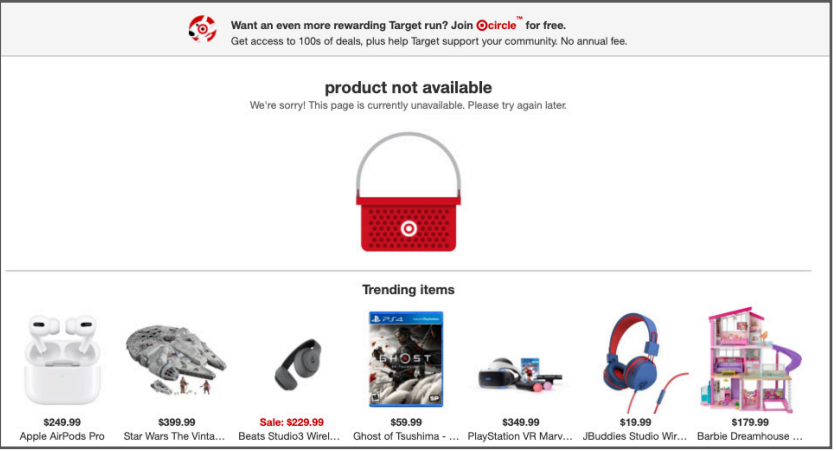 Want an even more rewarding Target run? Join circle™ for free.
Get access to 100s of deals, plus help Target support your community. No annual fee.
product not available
We're sorry! This page is currently unavailable. Please try again later.
Trending items
PS4
GHOST
$249.99
Apple AirPods Pro
$399.99
Star Wars The Vinta...
Sale: $229.99
Beats Studio3 Wirel...
$59.99
Ghost of Tsushima - ...
$349.99
PlayStation VR Marv...
$19.99
JBuddies Studio Wir...
$179.99
Barbie Dreamhouse ...